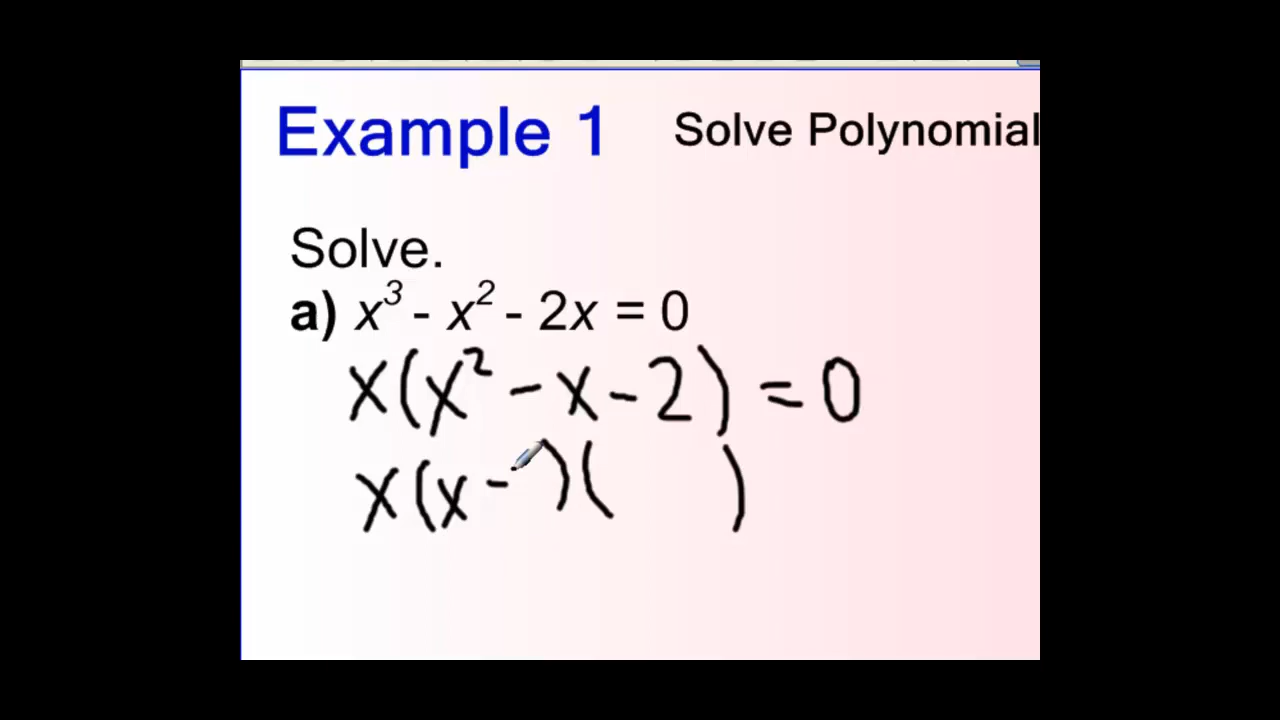 Example 1 Solve Polynomial
Solve.
a) x³ - x² - 2x = 0
x(x² - x - 2) = 0
x(x - )( )